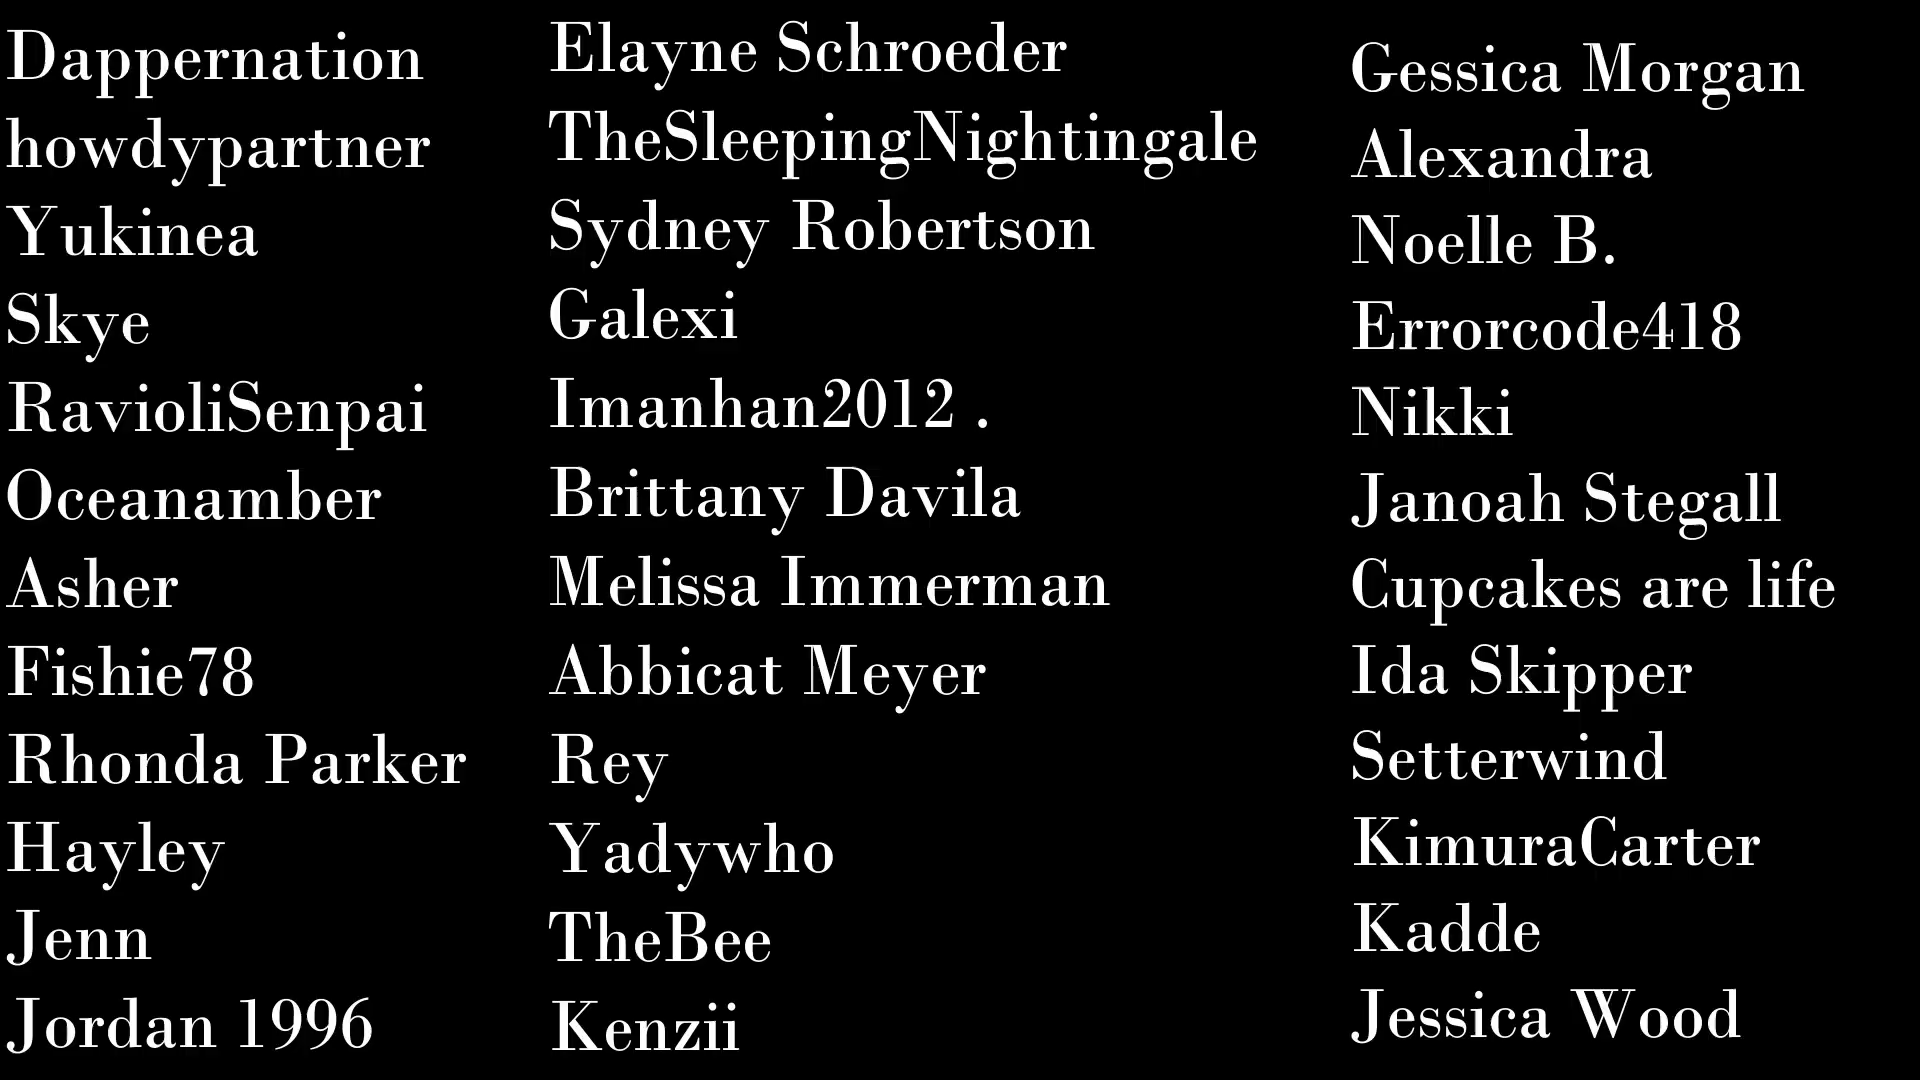 Dappernation
howdypartner
Yukinea
Skye
RavioliSenpai
Oceanamber
Asher
Fishie78
Rhonda Parker
Hayley
Jenn
Jordan 1996
Elayne Schroeder
TheSleepingNightingale
Sydney Robertson
Galexi
Imanhan2012 .
Brittany Davila
Melissa Immerman
Abbicat Meyer
Rey
Yadywho
TheBee
Kenzii
Gessica Morgan
Alexandra
Noelle B.
Errorcode418
Nikki
Janoah Stegall
Cupcakes are life
Ida Skipper
Setterwind
KimuraCarter
Kadde
Jessica Wood